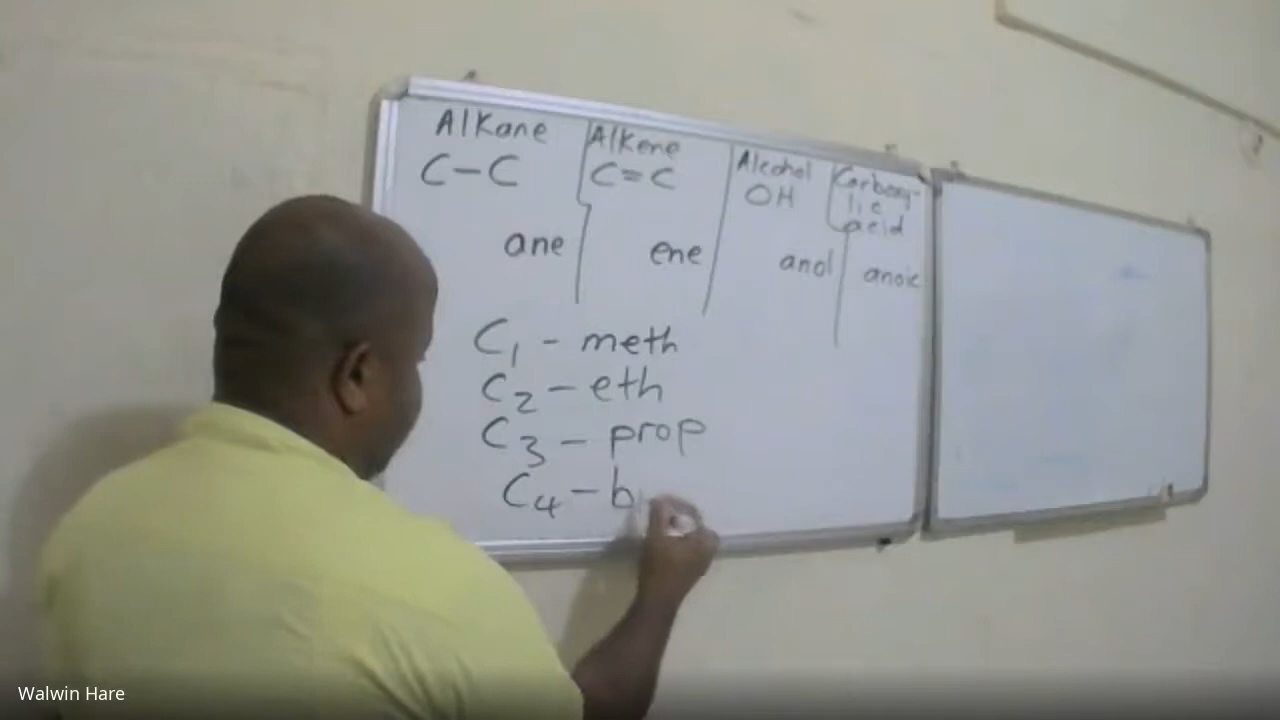 Alkane
C-C
ane
Alkene
C=C
ene
Alcohol
OH
anol
Carboxy-
lic
acid
anoic
C1 - meth
C2 - eth
C3 - prop
C4 - b
Walwin Hare